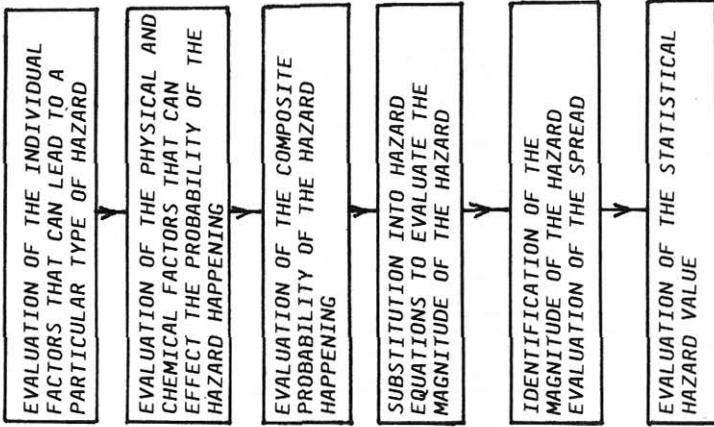 EVALUATION OF THE INDIVIDUAL
FACTORS THAT CAN LEAD TO A
PARTICULAR TYPE OF HAZARD
EVALUATION OF THE PHYSICAL AND
CHEMICAL FACTORS THAT CAN
EFFECT THE PROBABILITY OF THE
HAZARD HAPPENING
EVALUATION OF THE COMPOSITE
PROBABILITY OF THE HAZARD
HAPPENING
SUBSTITUTION INTO HAZARD
EQUATIONS TO EVALUATE THE
MAGNITUDE OF THE HAZARD
IDENTIFICATION OF THE
MAGNITUDE OF THE HAZARD
EVALUATION OF THE SPREAD
EVALUATION OF THE STATISTICAL
HAZARD VALUE